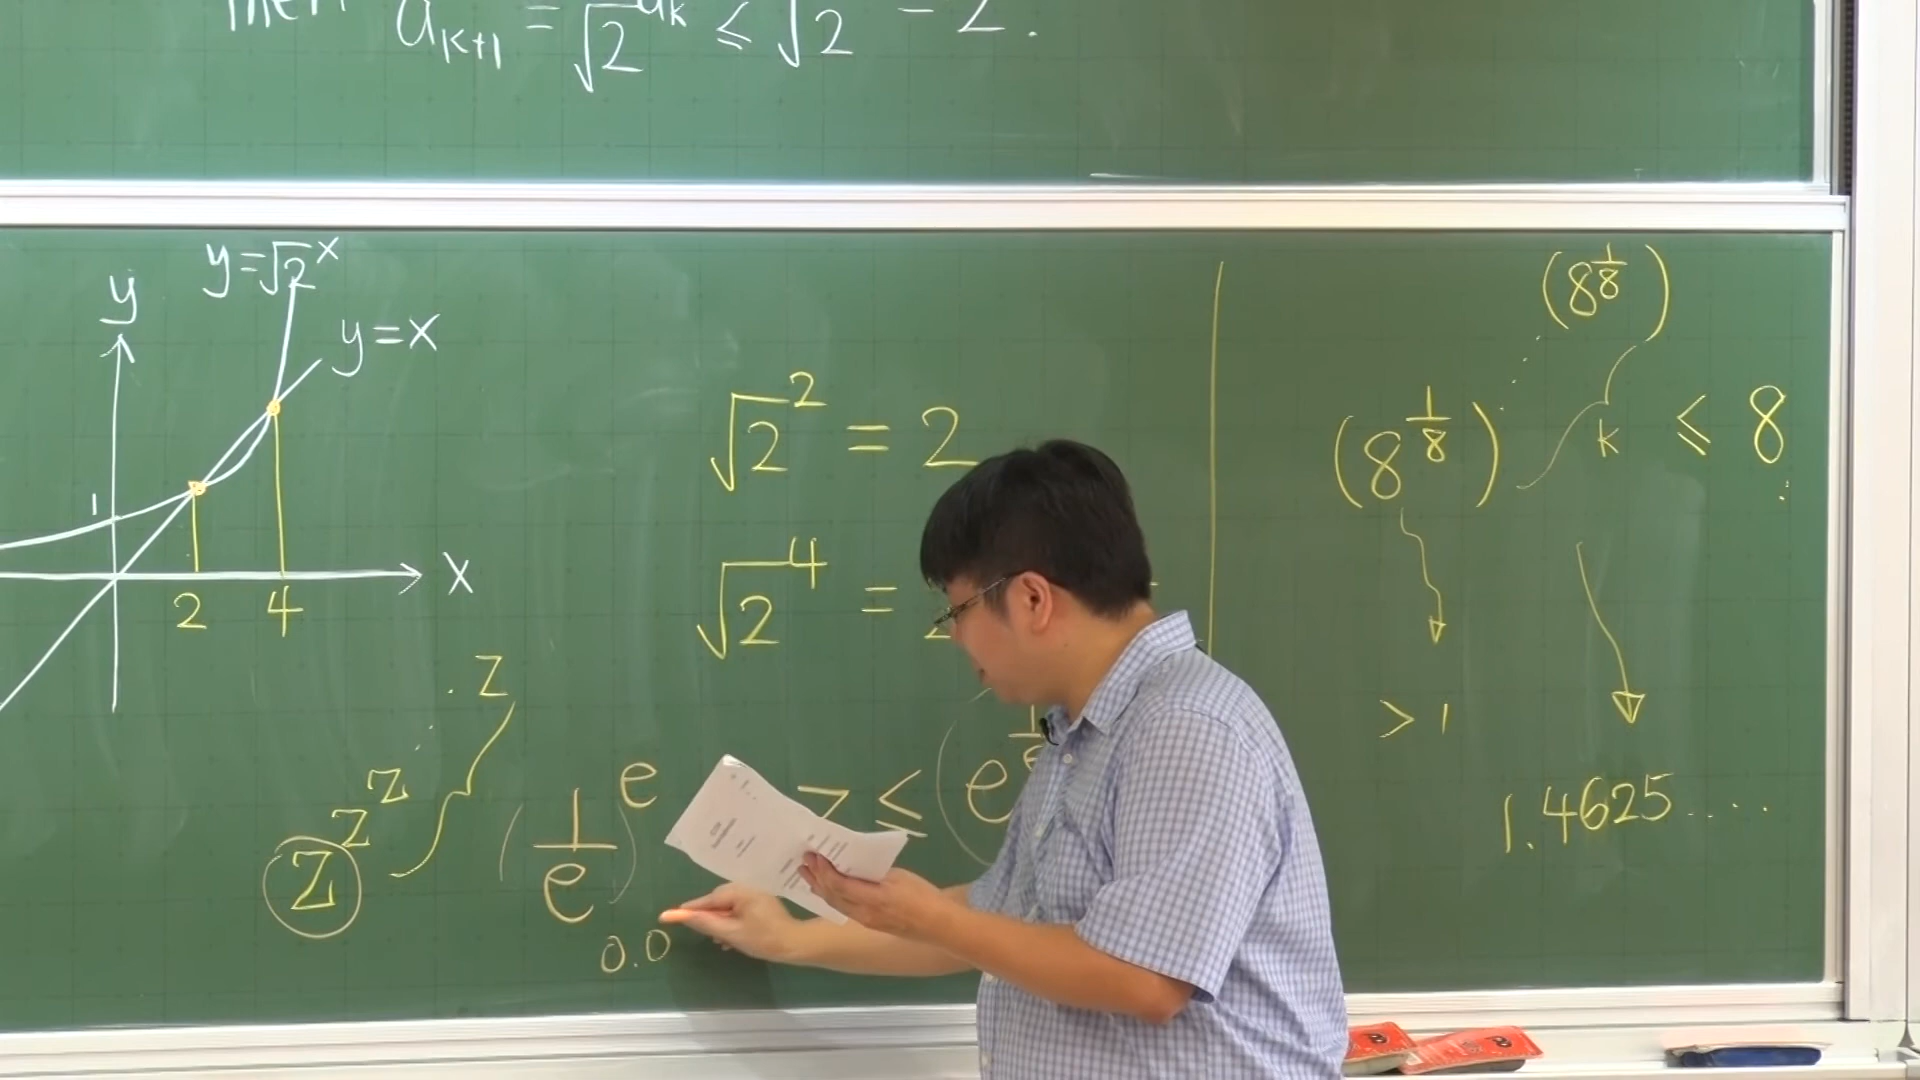 a_{k+1} = √2^{a_k} ≤ √2 = 2.
y=√2^x
y
y=x
1
x
2 4
√2^2 = 2
√2^4 =
z^{z^{z^{.^{.^{.^{z}}}}}}
(1/e)^e
z ≤ (e
0.0
(8^{1/8})
(8^{1/8}) k ≤ 8
> 1
1.4625....